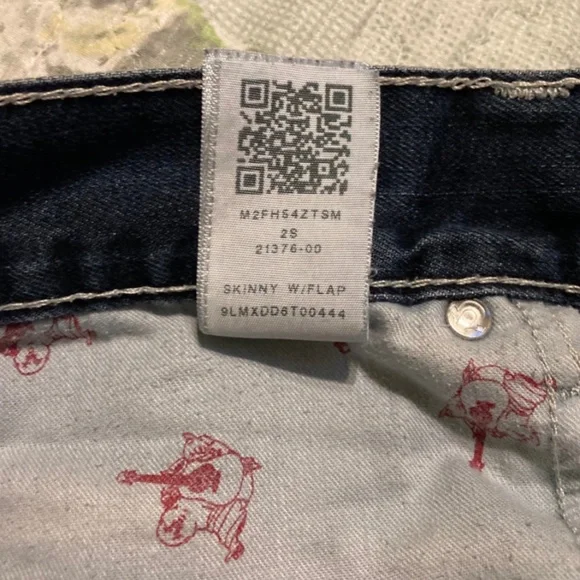 M2FH54ZTSM
2S
21376-00
SKINNY W/FLAP
9LMXDD6T00444